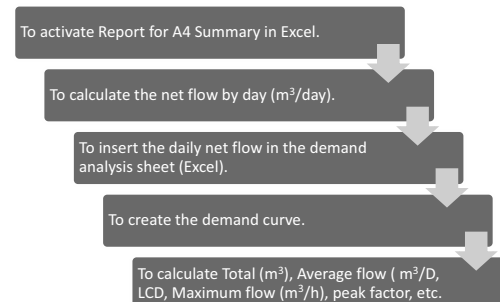 To activate Report for A4 Summary in Excel.
To calculate the net flow by day (m³/day).
To insert the daily net flow in the demand
analysis sheet (Excel).
To create the demand curve.
To calculate Total (m³), Average flow ( m³/D,
LCD, Maximum flow (m³/h), peak factor, etc.